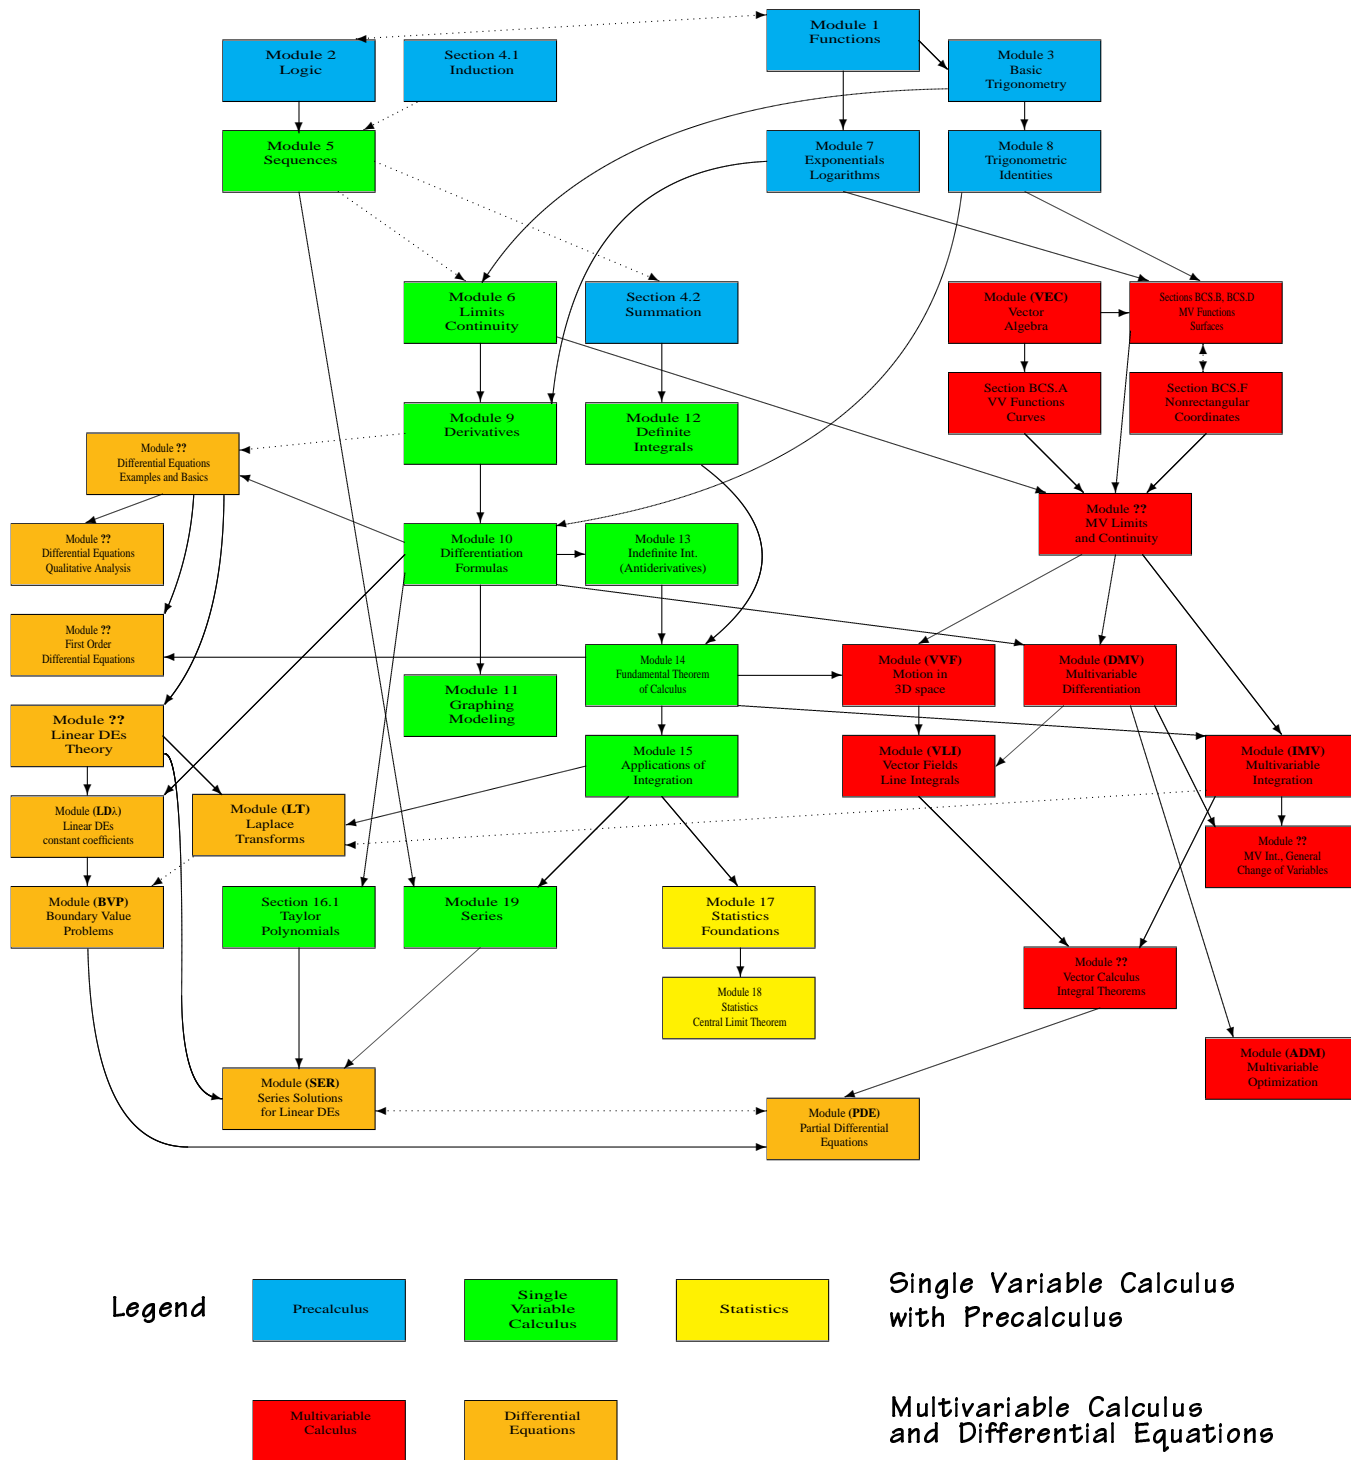 Module 1
Functions
Module 2
Logic
Section 4.1
Induction
Module 3
Basic
Trigonometry
Module 5
Sequences
Module 7
Exponentials
Logarithms
Module 8
Trigonometric
Identities
Module 6
Limits
Continuity
Section 4.2
Summation
Module (VEC)
Vector
Algebra
Sections BCS.B, BCS.D
MV Functions
Surfaces
Section BCS.A
VV Functions
Curves
Section BCS.F
Nonrectangular
Coordinates
Module 9
Derivatives
Module 12
Definite
Integrals
Module ??
Differential Equations
Examples and Basics
Module ??
MV Limits
and Continuity
Module ??
Differential Equations
Qualitative Analysis
Module 10
Differentiation
Formulas
Module 13
Indefinite Int.
(Antiderivatives)
Module ??
First Order
Differential Equations
Module 14
Fundamental Theorem
of Calculus
Module (VVF)
Motion in
3D space
Module (DMV)
Multivariable
Differentiation
Module 11
Graphing
Modeling
Module ??
Linear DEs
Theory
Module 15
Applications of
Integration
Module (VLI)
Vector Fields
Line Integrals
Module (IMV)
Multivariable
Integration
Module (LDλ)
Linear DEs
constant coefficients
Module (LT)
Laplace
Transforms
Module ??
MV Int., General
Change of Variables
Module (BVP)
Boundary Value
Problems
Section 16.1
Taylor
Polynomials
Module 19
Series
Module 17
Statistics
Foundations
Module ??
Vector Calculus
Integral Theorems
Module 18
Statistics
Central Limit Theorem
Module (ADM)
Multivariable
Optimization
Module (SER)
Series Solutions
for Linear DEs
Module (PDE)
Partial Differential
Equations
Legend
Precalculus
Single
Variable
Calculus
Statistics
Single Variable Calculus
with Precalculus
Multivariable
Calculus
Differential
Equations
Multivariable Calculus
and Differential Equations